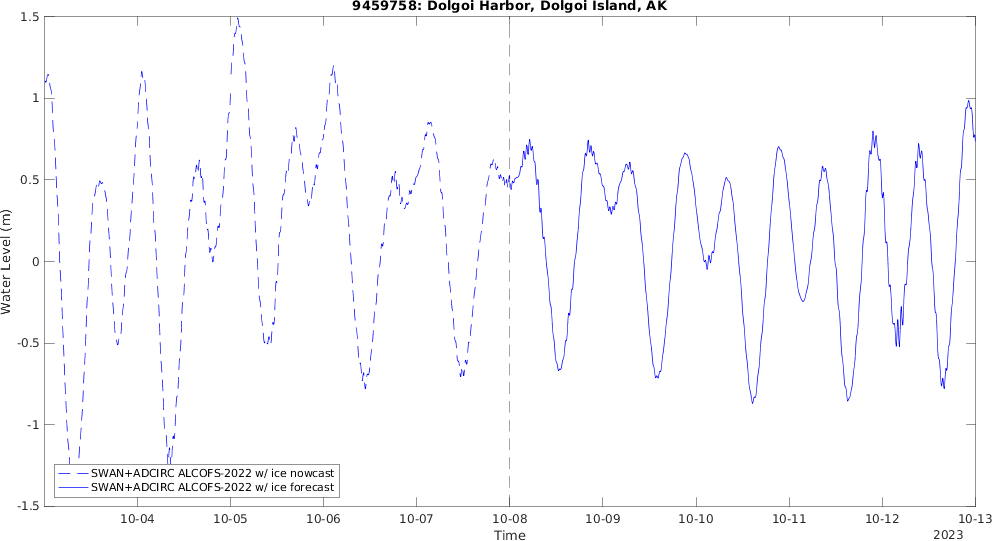 9459758: Dolgoi Harbor, Dolgoi Island, AK
1.5
1
0.5
0
-0.5
-1
-1.5
Water Level (m)
SWAN+ADCIRC ALCOFS-2022 w/ ice nowcast
SWAN+ADCIRC ALCOFS-2022 w/ ice forecast
10-04 10-05 10-06 10-07 10-08 10-09 10-10 10-11 10-12 10-13
Time
2023